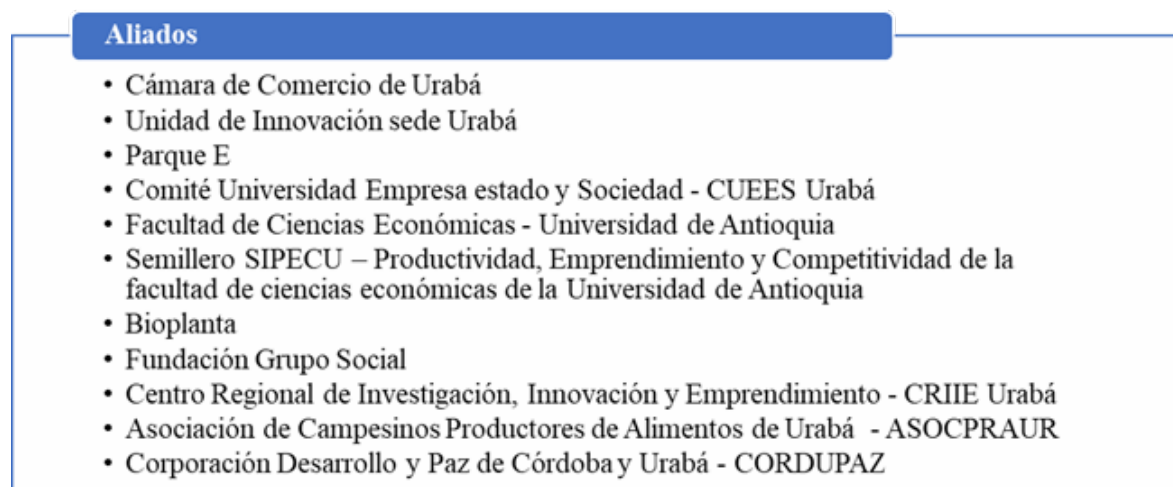 Aliados
• Cámara de Comercio de Urabá
• Unidad de Innovación sede Urabá
• Parque E
• Comité Universidad Empresa estado y Sociedad - CUEES Urabá
• Facultad de Ciencias Económicas - Universidad de Antioquia
• Semillero SIPECU – Productividad, Emprendimiento y Competitividad de la
facultad de ciencias económicas de la Universidad de Antioquia
• Bioplanta
• Fundación Grupo Social
• Centro Regional de Investigación, Innovación y Emprendimiento - CRIIE Urabá
• Asociación de Campesinos Productores de Alimentos de Urabá - ASOCPRAUR
• Corporación Desarrollo y Paz de Córdoba y Urabá - CORDUPAZ